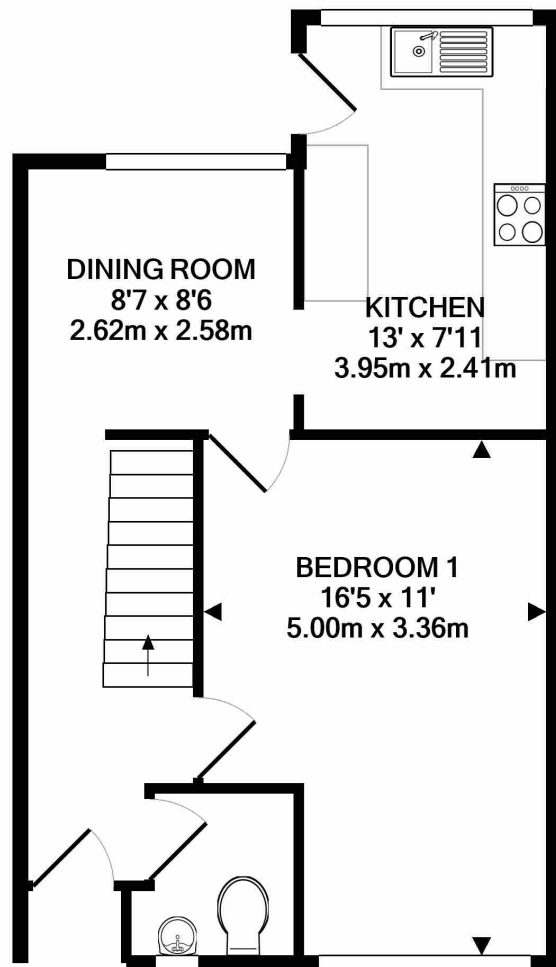 DINING ROOM
8'7 x 8'6
2.62m x 2.58m
KITCHEN
13' x 7'11
3.95m x 2.41m
BEDROOM 1
16'5 x 11'
5.00m x 3.36m